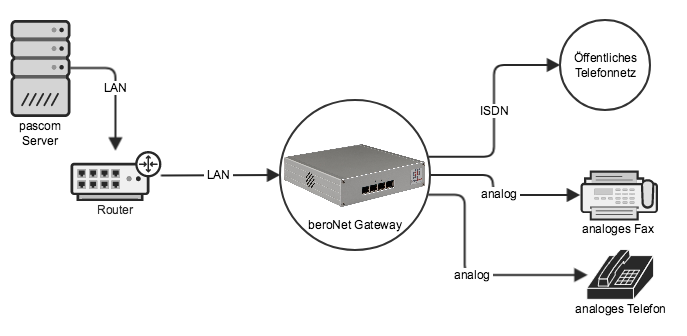 pascom
Server
LAN
Router
LAN
beroNet Gateway
ISDN
Öffentliches
Telefonnetz
analog
analoges Fax
analog
analoges Telefon